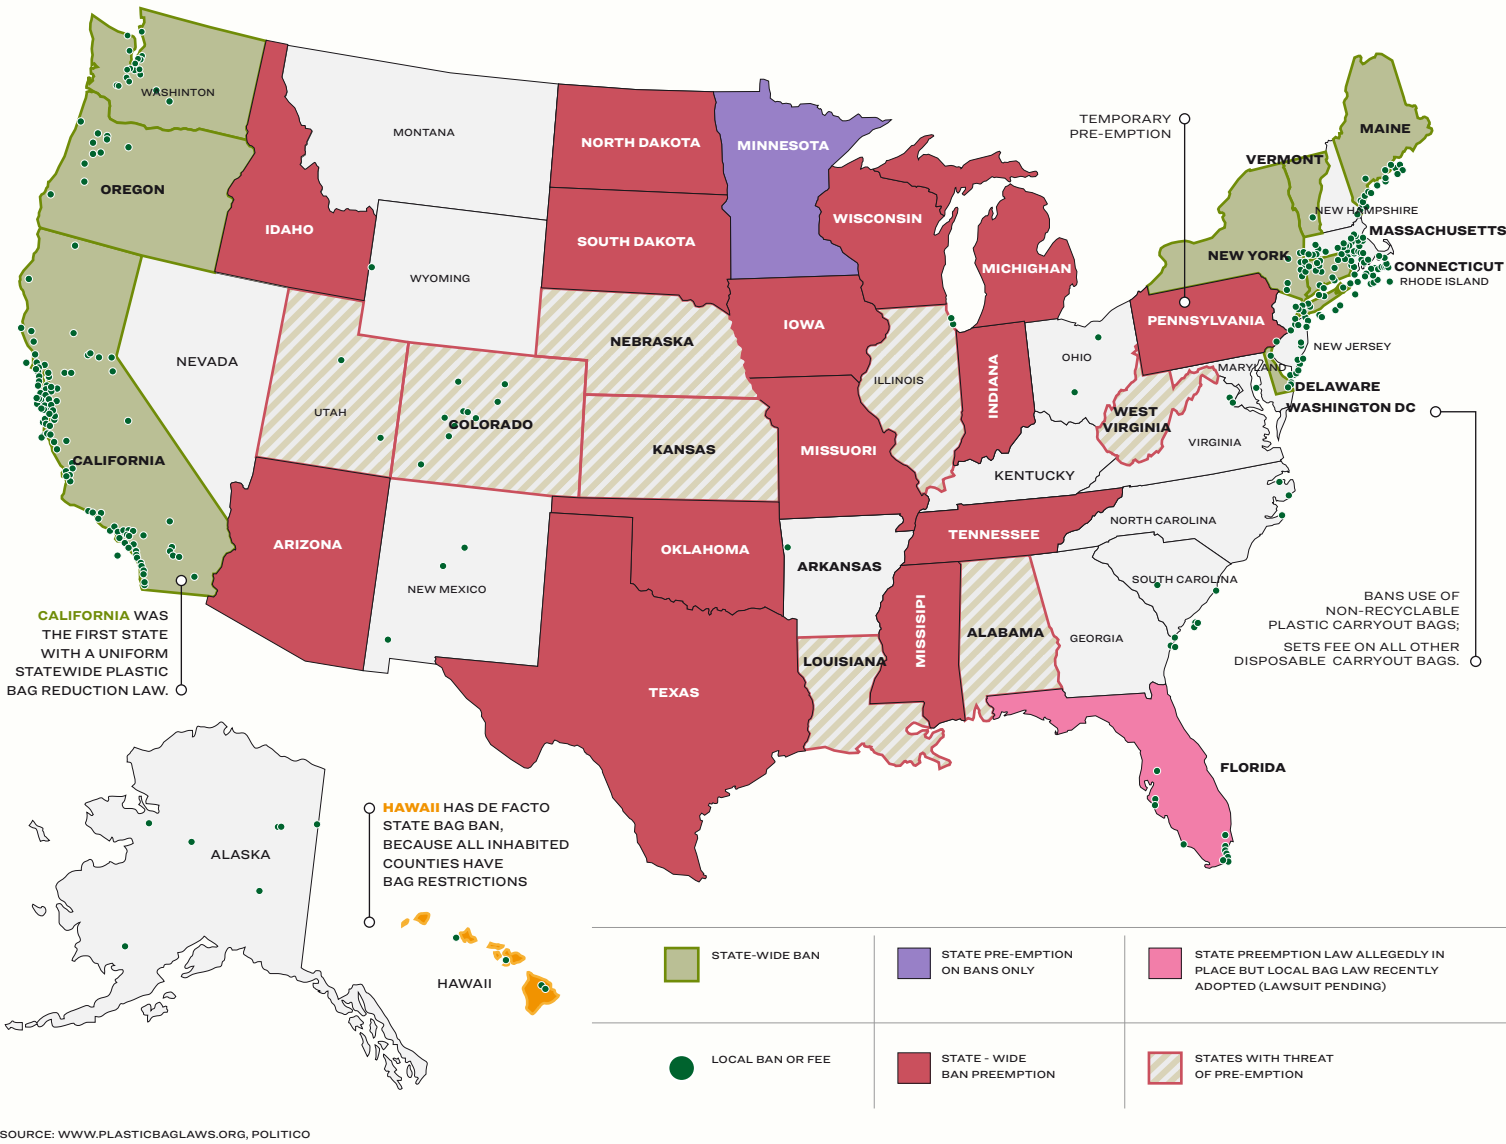 WASHINTON
MONTANA
NORTH DAKOTA
MINNESOTA
TEMPORARY
PRE-EMPTION
MAINE
VERMONT
OREGON
IDAHO
SOUTH DAKOTA
WISCONSIN
NEW HAMPSHIRE
MASSACHUSETTS
NEW YORK
CONNECTICUT
RHODE ISLAND
WYOMING
MICHIGHAN
IOWA
PENNSYLVANIA
NEBRASKA
NEW JERSEY
NEVADA
OHIO
MARYLAND
ILLINOIS
INDIANA
DELAWARE
UTAH
COLORADO
WEST
VIRGINIA
WASHINGTON DC
CALIFORNIA
KANSAS
MISSUORI
VIRGINIA
KENTUCKY
NORTH CAROLINA
TENNESSEE
ARIZONA
OKLAHOMA
ARKANSAS
NEW MEXICO
SOUTH CAROLINA
MISSISIPI
ALABAMA
GEORGIA
LOUISIANA
TEXAS
FLORIDA
CALIFORNIA WAS
THE FIRST STATE
WITH A UNIFORM
STATEWIDE PLASTIC
BAG REDUCTION LAW.
BANS USE OF
NON-RECYCLABLE
PLASTIC CARRYOUT BAGS;
SETS FEE ON ALL OTHER
DISPOSABLE CARRYOUT BAGS.
HAWAII HAS DE FACTO
STATE BAG BAN,
BECAUSE ALL INHABITED
COUNTIES HAVE
BAG RESTRICTIONS
ALASKA
HAWAII
STATE-WIDE BAN
STATE PRE-EMPTION
ON BANS ONLY
STATE PREEMPTION LAW ALLEGEDLY IN
PLACE BUT LOCAL BAG LAW RECENTLY
ADOPTED (LAWSUIT PENDING)
LOCAL BAN OR FEE
STATE - WIDE
BAN PREEMPTION
STATES WITH THREAT
OF PRE-EMPTION
SOURCE: WWW.PLASTICBAGLAWS.ORG, POLITICO